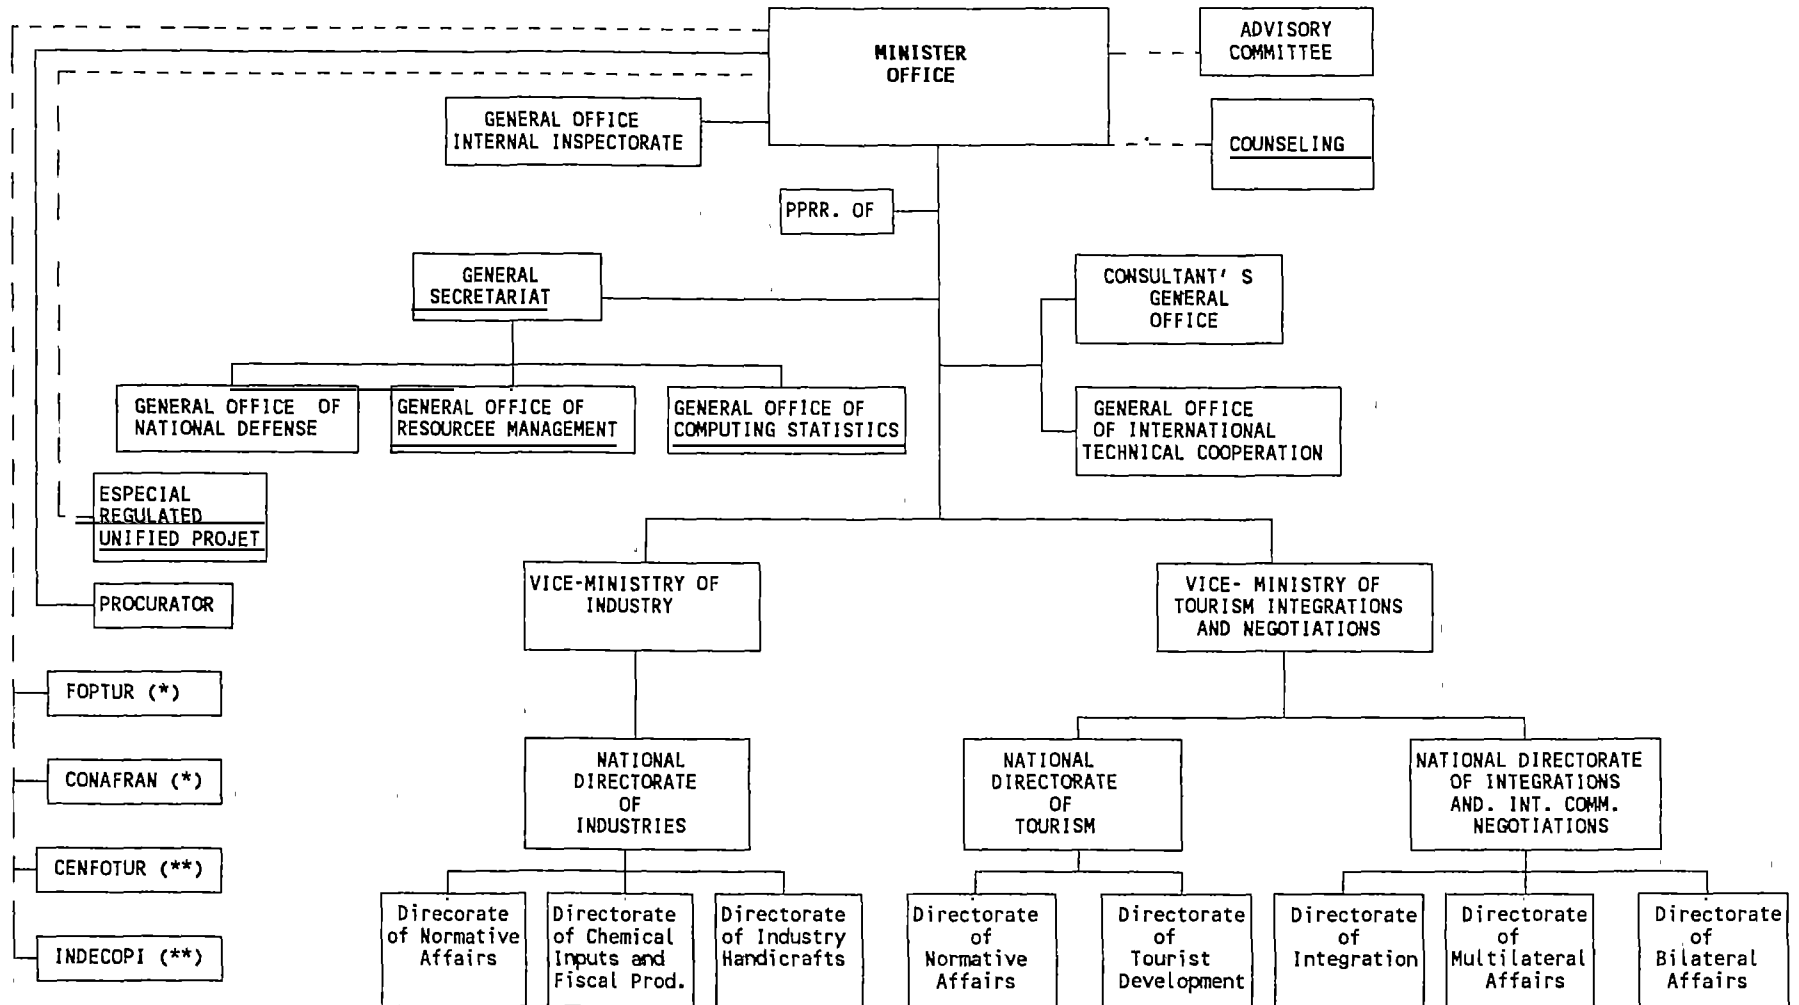 MINISTER
OFFICE
ADVISORY
COMMITTEE
GENERAL OFFICE
INTERNAL INSPECTORATE
COUNSELING
PPRR. OF
GENERAL
SECRETARIAT
CONSULTANT' S
GENERAL
OFFICE
GENERAL OFFICE OF
NATIONAL DEFENSE
GENERAL OFFICE OF
RESOURCEE MANAGEMENT
GENERAL OFFICE OF
COMPUTING STATISTICS
GENERAL OFFICE
OF INTERNATIONAL
TECHNICAL COOPERATION
ESPECIAL
REGULATED
UNIFIED PROJET
PROCURATOR
VICE-MINISTTRY OF
INDUSTRY
VICE- MINISTRY OF
TOURISM INTEGRATIONS
AND NEGOTIATIONS
FOPTUR (*)
CONAFRAN (*)
CENFOTUR (**)
INDECOPI (**)
NATIONAL
DIRECTORATE
OF
INDUSTRIES
NATIONAL
DIRECTORATE
OF
TOURISM
NATIONAL DIRECTORATE
OF INTEGRATIONS
AND. INT. COMM.
NEGOTIATIONS
Direcorate
of Normative
Affairs
Directorate
of Chemical
Inputs and
Fiscal Prod.
Directorate
of Industry
Handicrafts
Directorate
of
Normative
Affairs
Directorate
of
Tourist
Development
Directorate
of
Integration
Directorate
of
Multilateral
Affairs
Directorate
of
Bilateral
Affairs